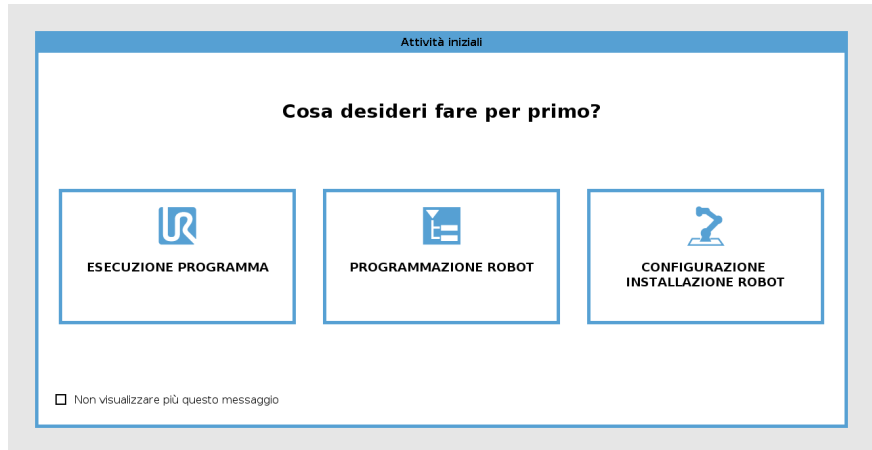 Attività iniziali
Cosa desideri fare per primo?
ESECUZIONE PROGRAMMA
PROGRAMMAZIONE ROBOT
CONFIGURAZIONE
INSTALLAZIONE ROBOT
Non visualizzare più questo messaggio